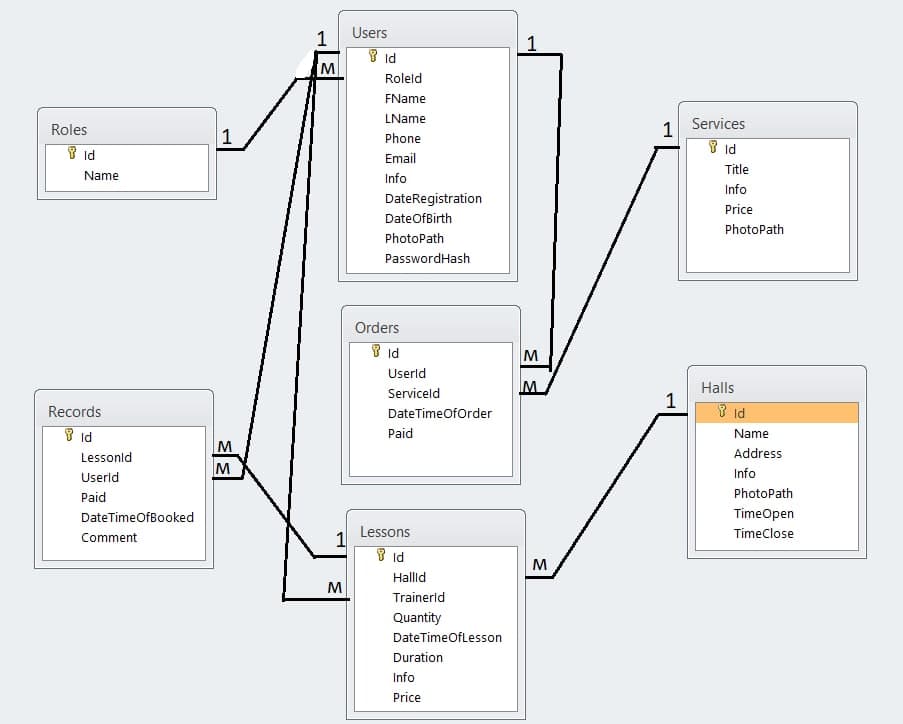 Users
Id
RoleId
FName
LName
Phone
Email
Info
DateRegistration
DateOfBirth
PhotoPath
PasswordHash
1
M
1
Roles
Id
Name
1
Services
Id
Title
Info
Price
PhotoPath
1
Orders
Id
UserId
ServiceId
DateTimeOfOrder
Paid
M
M
Halls
Id
Name
Address
Info
PhotoPath
TimeOpen
TimeClose
1
Records
Id
LessonId
UserId
Paid
DateTimeOfBooked
Comment
M
M
Lessons
Id
HallId
TrainerId
Quantity
DateTimeOfLesson
Duration
Info
Price
1
M
M